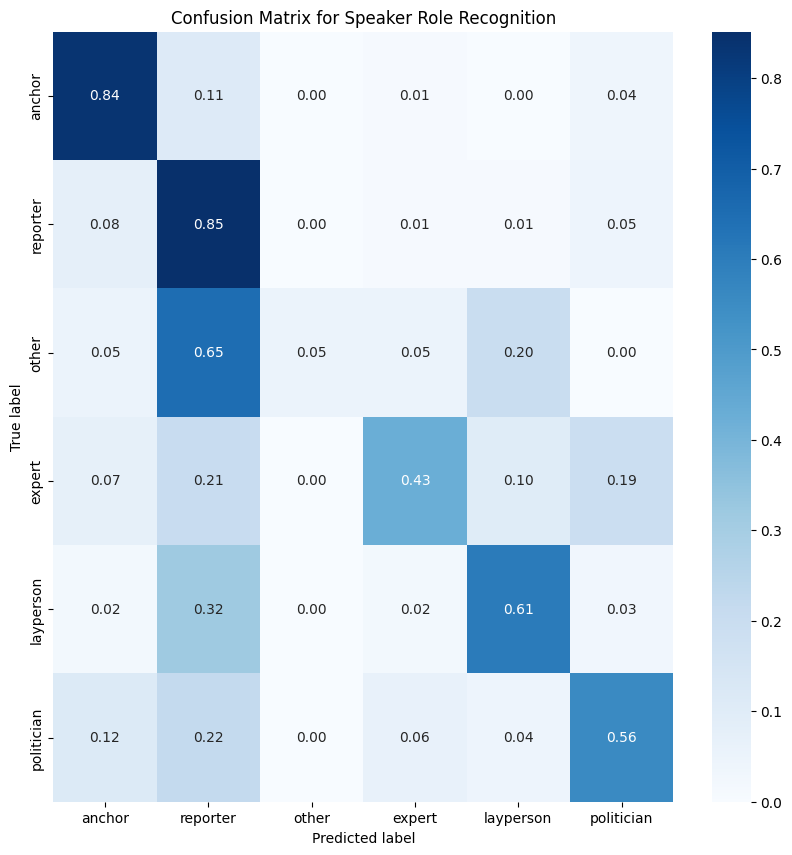 Confusion Matrix for Speaker Role Recognition
anchor 0.84 0.11 0.00 0.01 0.00 0.04
reporter 0.08 0.85 0.00 0.01 0.01 0.05
other 0.05 0.65 0.05 0.05 0.20 0.00
expert 0.07 0.21 0.00 0.43 0.10 0.19
layperson 0.02 0.32 0.00 0.02 0.61 0.03
politician 0.12 0.22 0.00 0.06 0.04 0.56
anchor reporter other expert layperson politician
Predicted label
True label
0.8
0.7
0.6
0.5
0.4
0.3
0.2
0.1
0.0